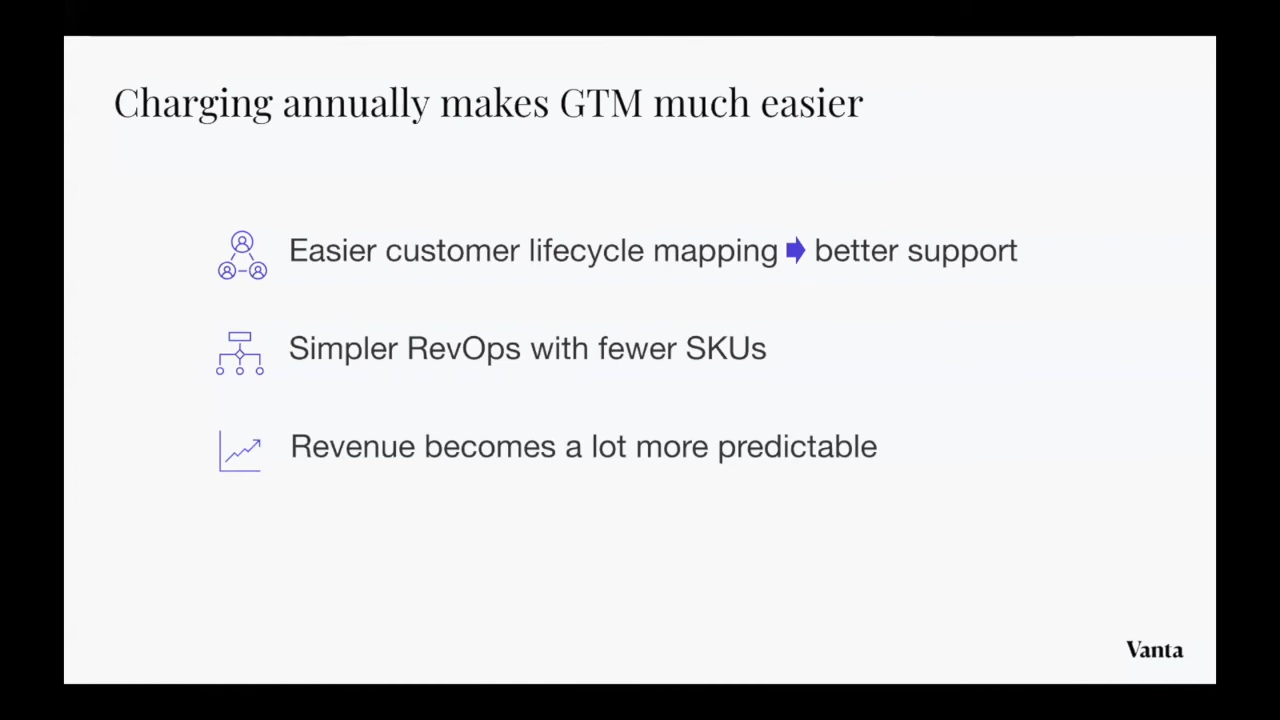 Charging annually makes GTM much easier
Easier customer lifecycle mapping better support
Simpler RevOps with fewer SKUs
Revenue becomes a lot more predictable
Vanta